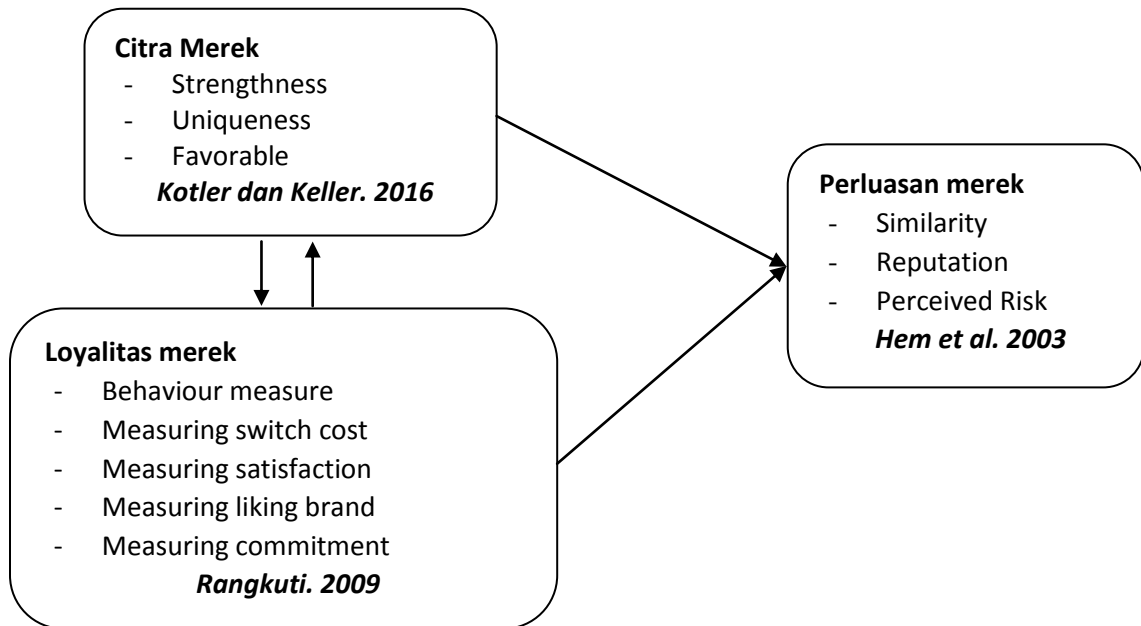 Citra Merek
- Strengthness
- Uniqueness
- Favorable
Kotler dan Keller. 2016
Perluasan merek
- Similarity
- Reputation
- Perceived Risk
Hem et al. 2003
Loyalitas merek
- Behaviour measure
- Measuring switch cost
- Measuring satisfaction
- Measuring liking brand
- Measuring commitment
Rangkuti. 2009